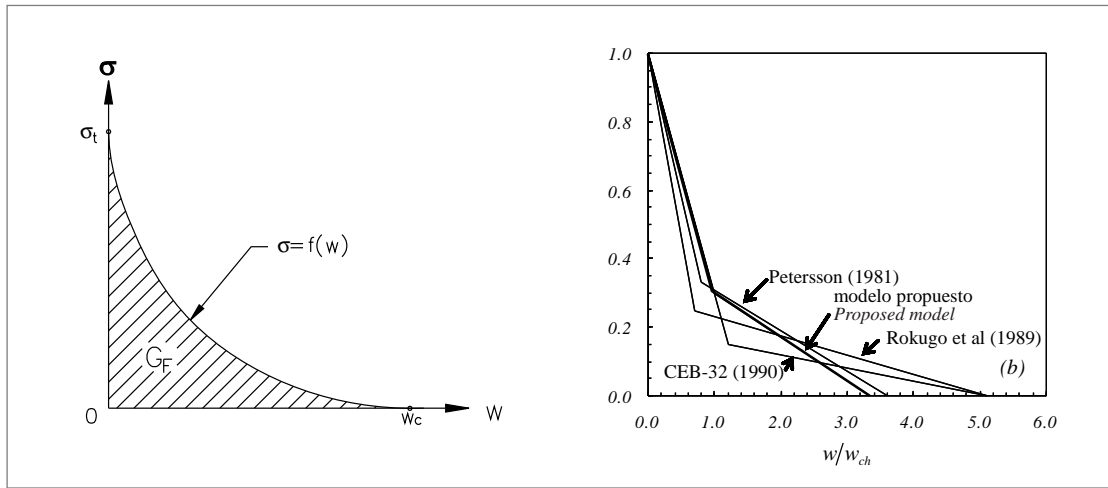 σ
σt
σ=f(w)
GF
O
wc
w
1.0
0.8
0.6
0.4
0.2
0.0
Petersson (1981)
modelo propuesto
Proposed model
Rokugo et al (1989)
CEB-32 (1990)
(b)
0.0 1.0 2.0 3.0 4.0 5.0 6.0
w/wch